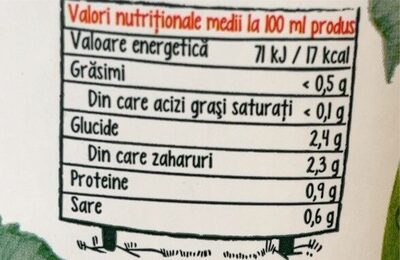 Valori nutriționale medii la 100 ml produs
Valoare energetică 71 kJ / 17 kcal
Grăsimi < 0,5 g
Din care acizi grași saturați < 0,1 g
Glucide 2,4 g
Din care zaharuri 2,3 g
Proteine 0,9 g
Sare 0,6 g